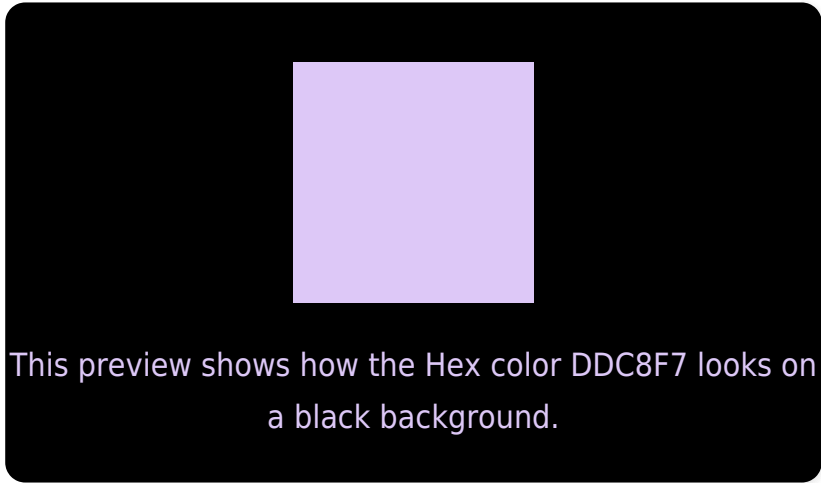 This preview shows how the Hex color DDC8F7 looks on
a black background.